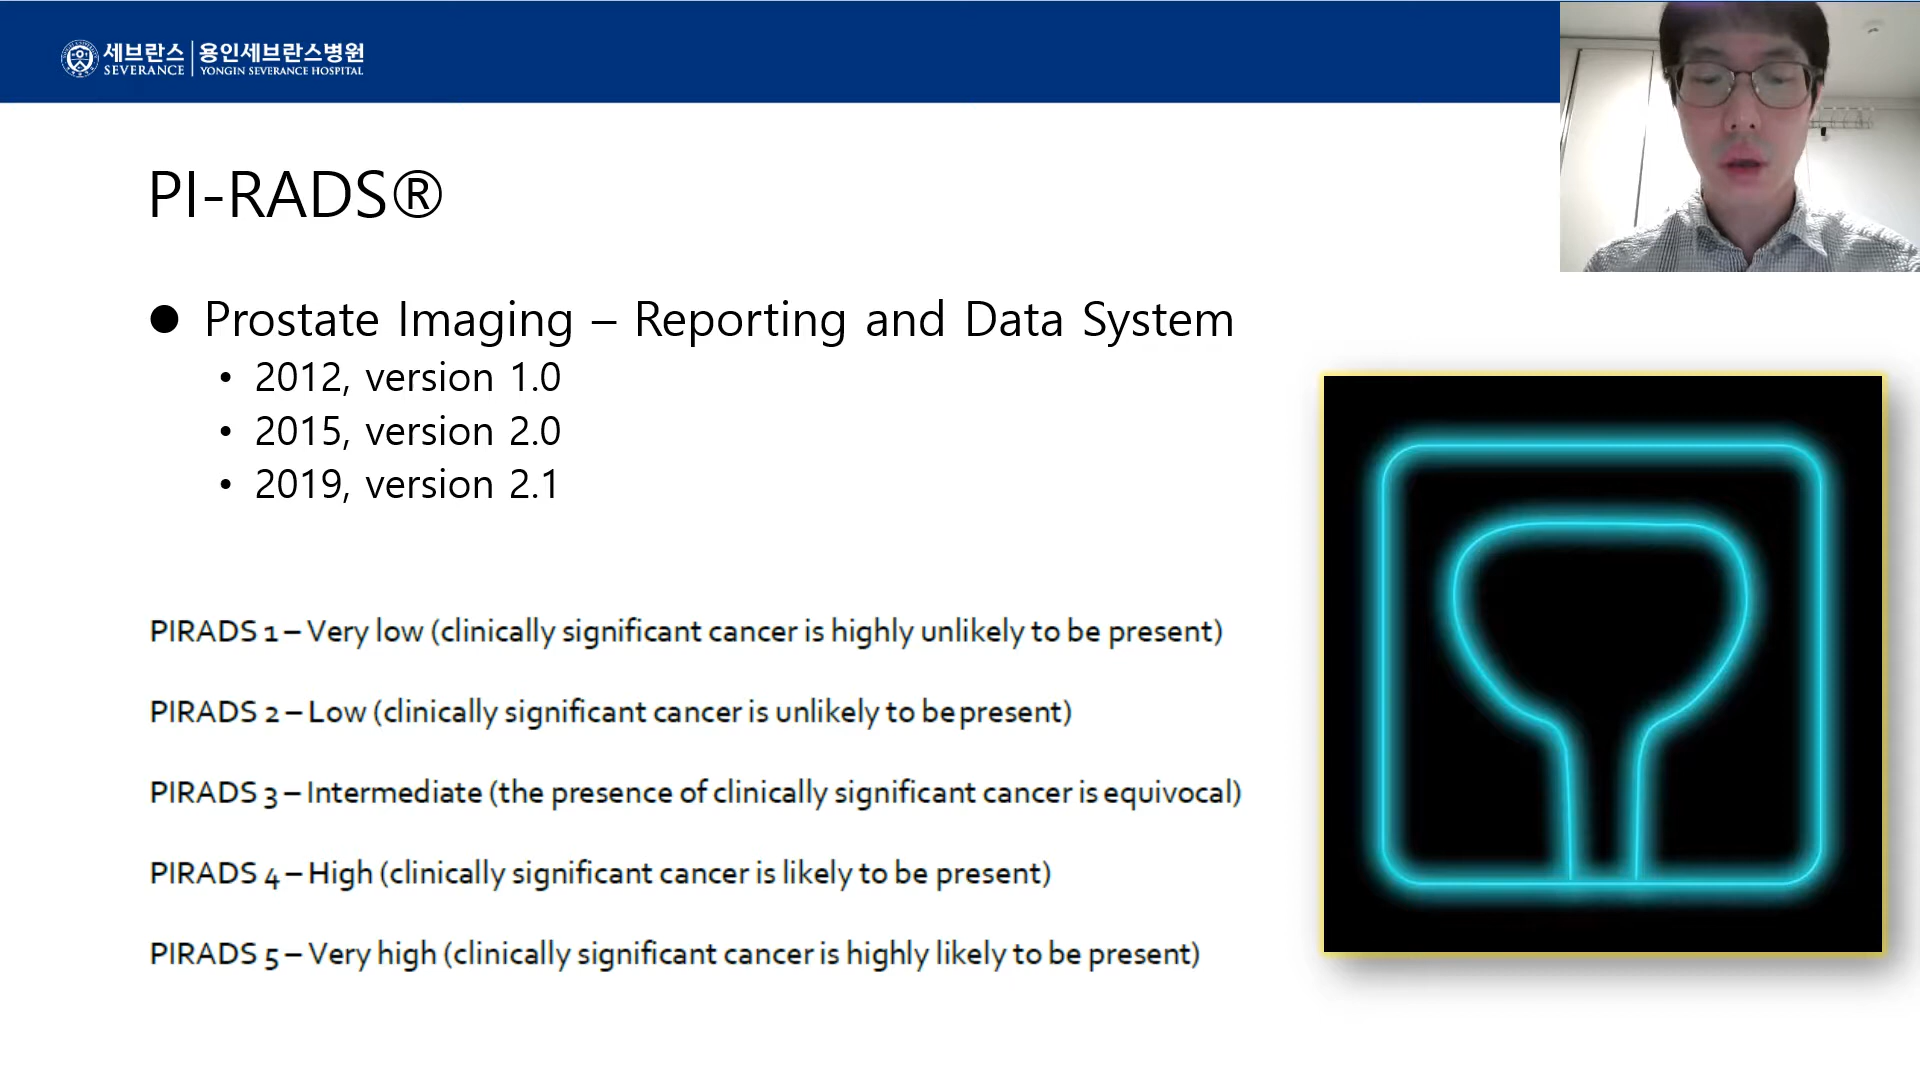 세브란스 | 용인세브란스병원
SEVERANCE | YONGIN SEVERANCE HOSPITAL
PI-RADS®
● Prostate Imaging – Reporting and Data System
• 2012, version 1.0
• 2015, version 2.0
• 2019, version 2.1
PIRADS 1 – Very low (clinically significant cancer is highly unlikely to be present)
PIRADS 2 – Low (clinically significant cancer is unlikely to be present)
PIRADS 3 – Intermediate (the presence of clinically significant cancer is equivocal)
PIRADS 4 – High (clinically significant cancer is likely to be present)
PIRADS 5 – Very high (clinically significant cancer is highly likely to be present)